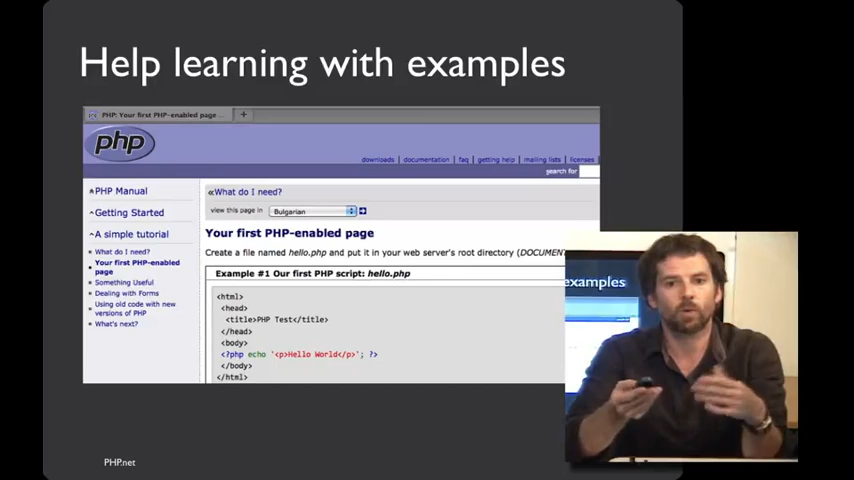 Help learning with examples
PHP: Your first PHP-enabled page ...
php
downloads | documentation | faq | getting help | mailing lists | licenses
search for
PHP Manual
Getting Started
A simple tutorial
What do I need?
Your first PHP-enabled
page
Something Useful
Dealing with Forms
Using old code with new
versions of PHP
What's next?
«What do I need?
view this page in Bulgarian
Your first PHP-enabled page
Create a file named hello.php and put it in your web server's root directory (DOCUMENT
Example #1 Our first PHP script: hello.php
<html>
<head>
<title>PHP Test</title>
</head>
<body>
<?php echo '<p>Hello World</p>'; ?>
</body>
</html>
examples
PHP.net